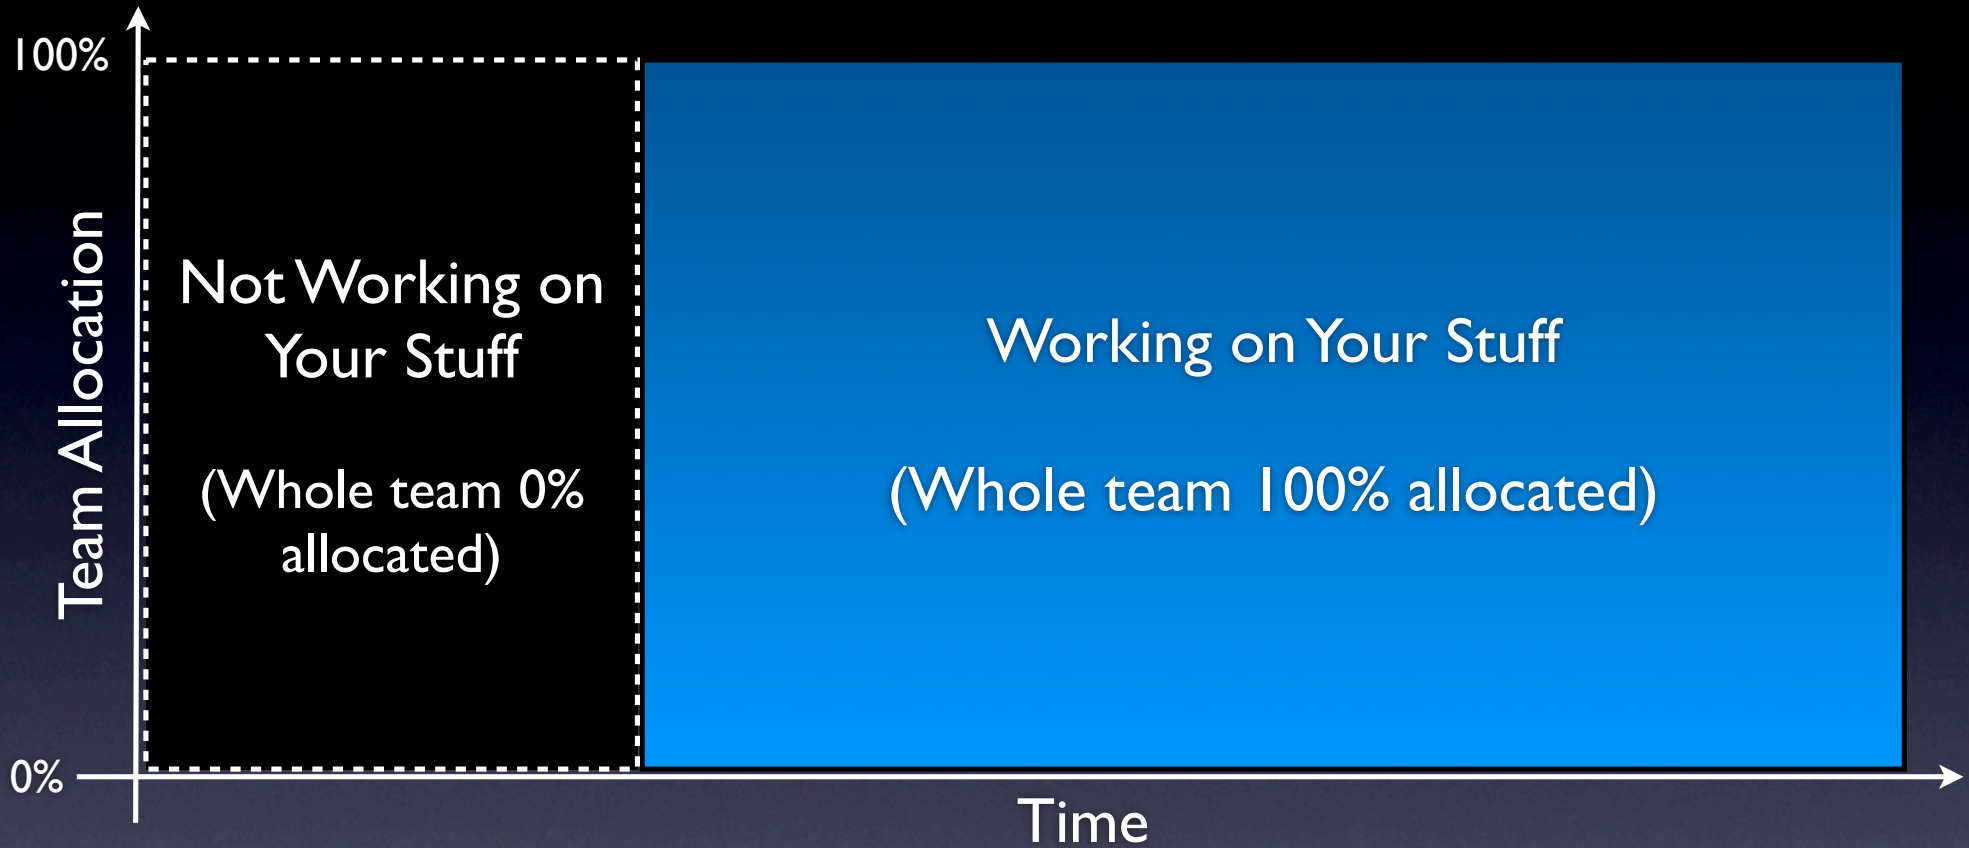 100%
Team Allocation
Not Working on
Your Stuff
(Whole team 0%
allocated)
Working on Your Stuff
(Whole team 100% allocated)
0%
Time